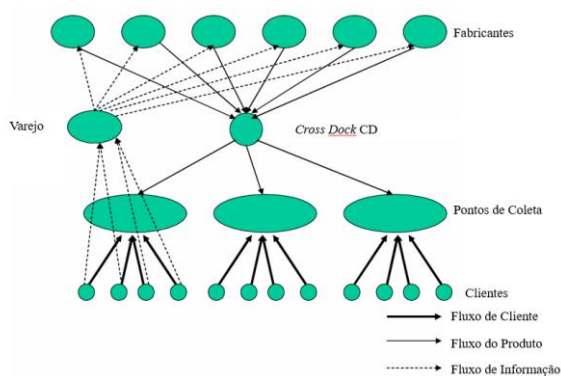 Fabricantes
Varejo
Cross Dock CD
Pontos de Coleta
Clientes
Fluxo de Cliente
Fluxo do Produto
Fluxo de Informação